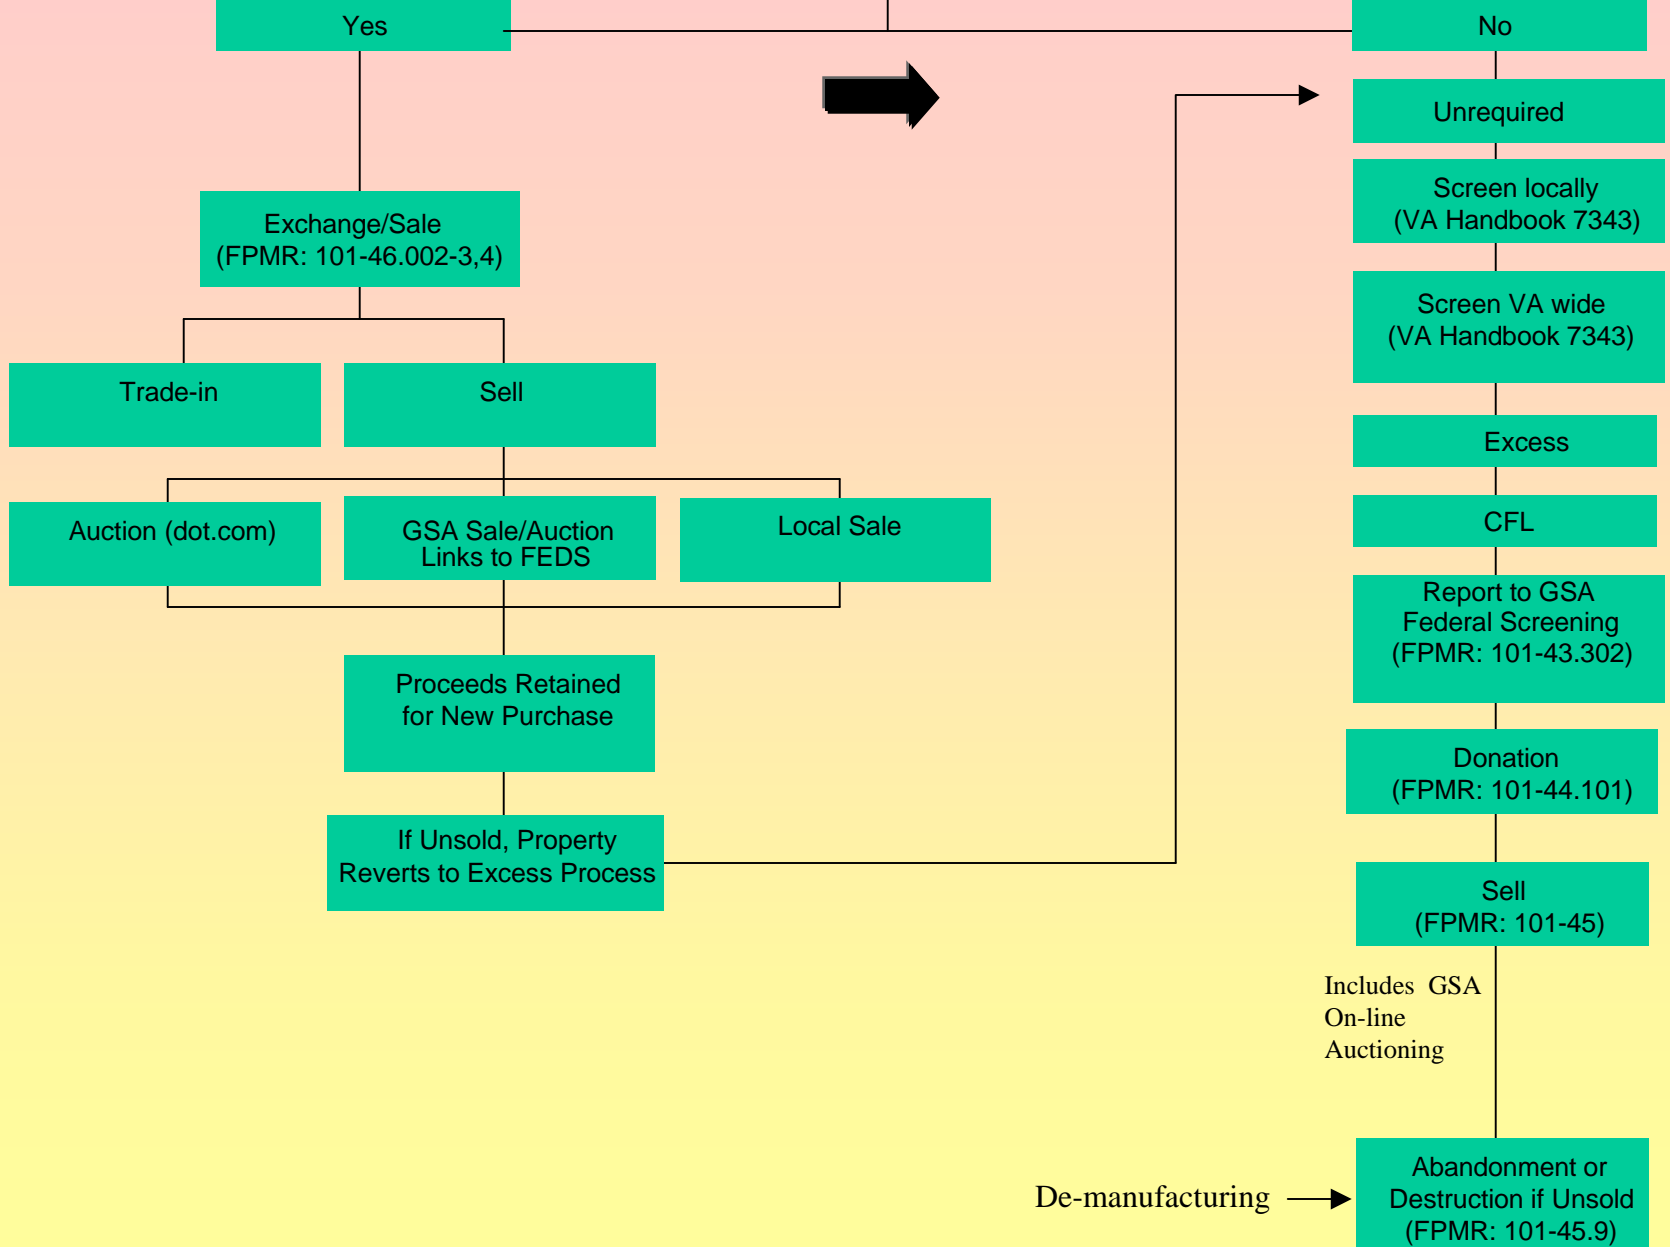 Yes
No
Unrequired
Screen locally
(VA Handbook 7343)
Exchange/Sale
(FPMR: 101-46.002-3,4)
Screen VA wide
(VA Handbook 7343)
Trade-in
Sell
Excess
Auction (dot.com)
GSA Sale/Auction
Links to FEDS
Local Sale
CFL
Report to GSA
Federal Screening
(FPMR: 101-43.302)
Proceeds Retained
for New Purchase
Donation
(FPMR: 101-44.101)
If Unsold, Property
Reverts to Excess Process
Sell
(FPMR: 101-45)
Includes GSA
On-line
Auctioning
De-manufacturing
Abandonment or
Destruction if Unsold
(FPMR: 101-45.9)